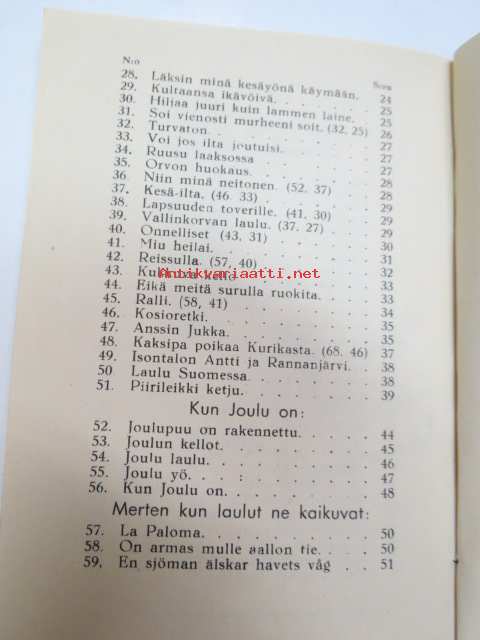 N:o Sivu
28. Läksin minä kesäyönä käymään. 24
29. Kultaansa ikävöivä. . . . . . . 25
30. Hiljaa juuri kuin lammen laine. 25
31. Soi vienosti murheeni soit. (32, 25) 26
32. Turvaton. . . . . . . . . 27
33. Voi jos ilta joutuisi. . . . . . 27
34. Ruusu laaksossa . . . . . . 27
35. Orvon huokaus. . . . . . . 28
36. Niin minä neitonen. (52. 37) . . 28
37. Kesä-ilta. (46. 33) . . . . . 29
38. Lapsuuden toverille. (41. 30) . . 29
39. Vallinkorvan laulu. (37. 27) . . 29
40. Onnelliset (43, 31) . . . . . 30
41. Miu heilai. . . . . . . . . 31
42. Reissulla. (57, 40) . . . . . 32
43. kello 33
Antikvariaatti.net
44. Eikä meitä surulla ruokita. . . . 33
45. Ralli. (58, 41) . . . . . . 34
46. Kosioretki. . . . . . . . 35
47. Anssin Jukka. . . . . . . . 35
48. Kaksipa poikaa Kurikasta. (68. 46) 37
49. Isontalon Antti ja Rannanjärvi. . . 38
50 Laulu Suomessa. . . . . . . 38
51. Piirileikki ketju. . . . . . . 39
Kun Joulu on:
52. Joulupuu on rakennettu. . . . . 44
53. Joulun kellot. . . . . . . . 45
54. Joulu laulu. . . . . . . . 46
55. Joulu yö. . . . . . . . . 47
56. Kun Joulu on. . . . . . . . 48
Merten kun laulut ne kaikuvat:
57. La Paloma. . . . . . . . . 50
58. On armas mulle aallon tie. . . . 50
59. En sjöman älskar havets våg . . . 51